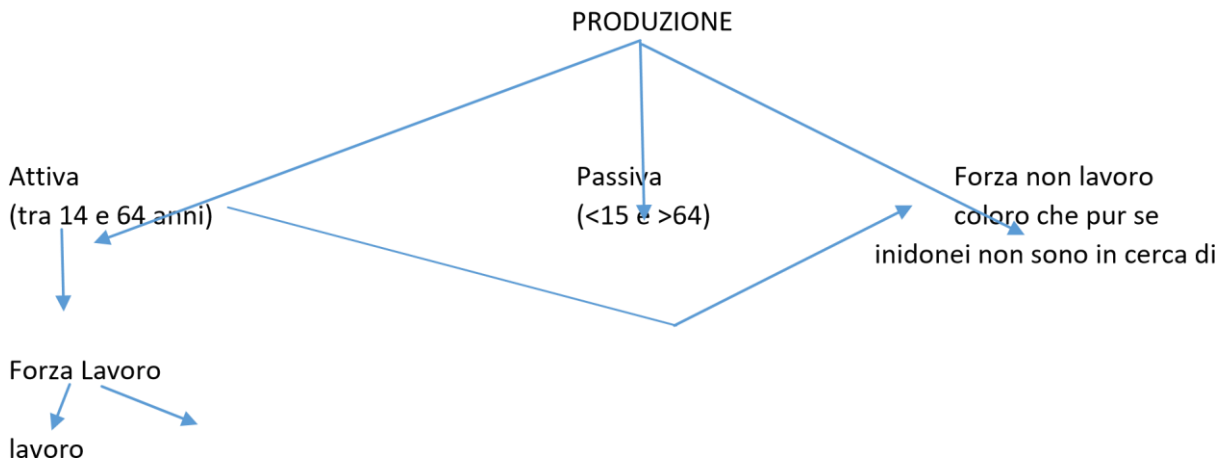 PRODUZIONE
Attiva
(tra 14 e 64 anni)
Passiva
(<15 e >64)
Forza non lavoro
coloro che pur se
inidonei non sono in cerca di
Forza Lavoro
lavoro